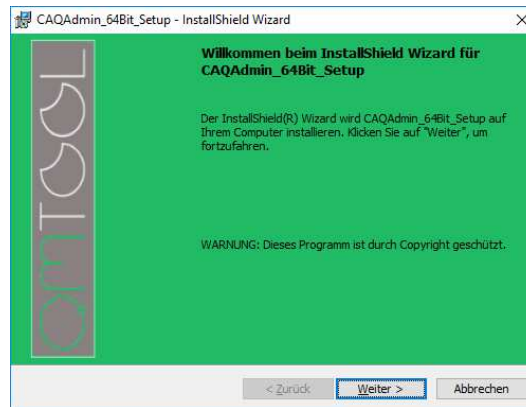 CAQAdmin_64Bit_Setup - InstallShield Wizard
Willkommen beim InstallShield Wizard für
CAQAdmin_64Bit_Setup
Der InstallShield(R) Wizard wird CAQAdmin_64Bit_Setup auf
Ihrem Computer installieren. Klicken Sie auf "Weiter", um
fortzufahren.
WARNUNG: Dieses Programm ist durch Copyright geschützt.
QMTOOL
< Zurück
Weiter >
Abbrechen